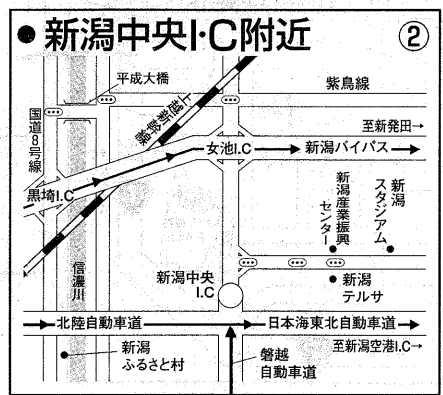 ●新潟中央I・C附近
②
平成大橋
上越新幹線
紫鳥線
国道8号線
至新発田→
女池I.C
新潟バイパス
黒埼I.C
新潟産業振興
センター
新潟
スタジアム
信濃川
新潟中央
I.C
新潟
テルサ
北陸自動車道
日本海東北自動車道
新潟
ふるさと村
磐越
自動車道
至新潟空港I.C→